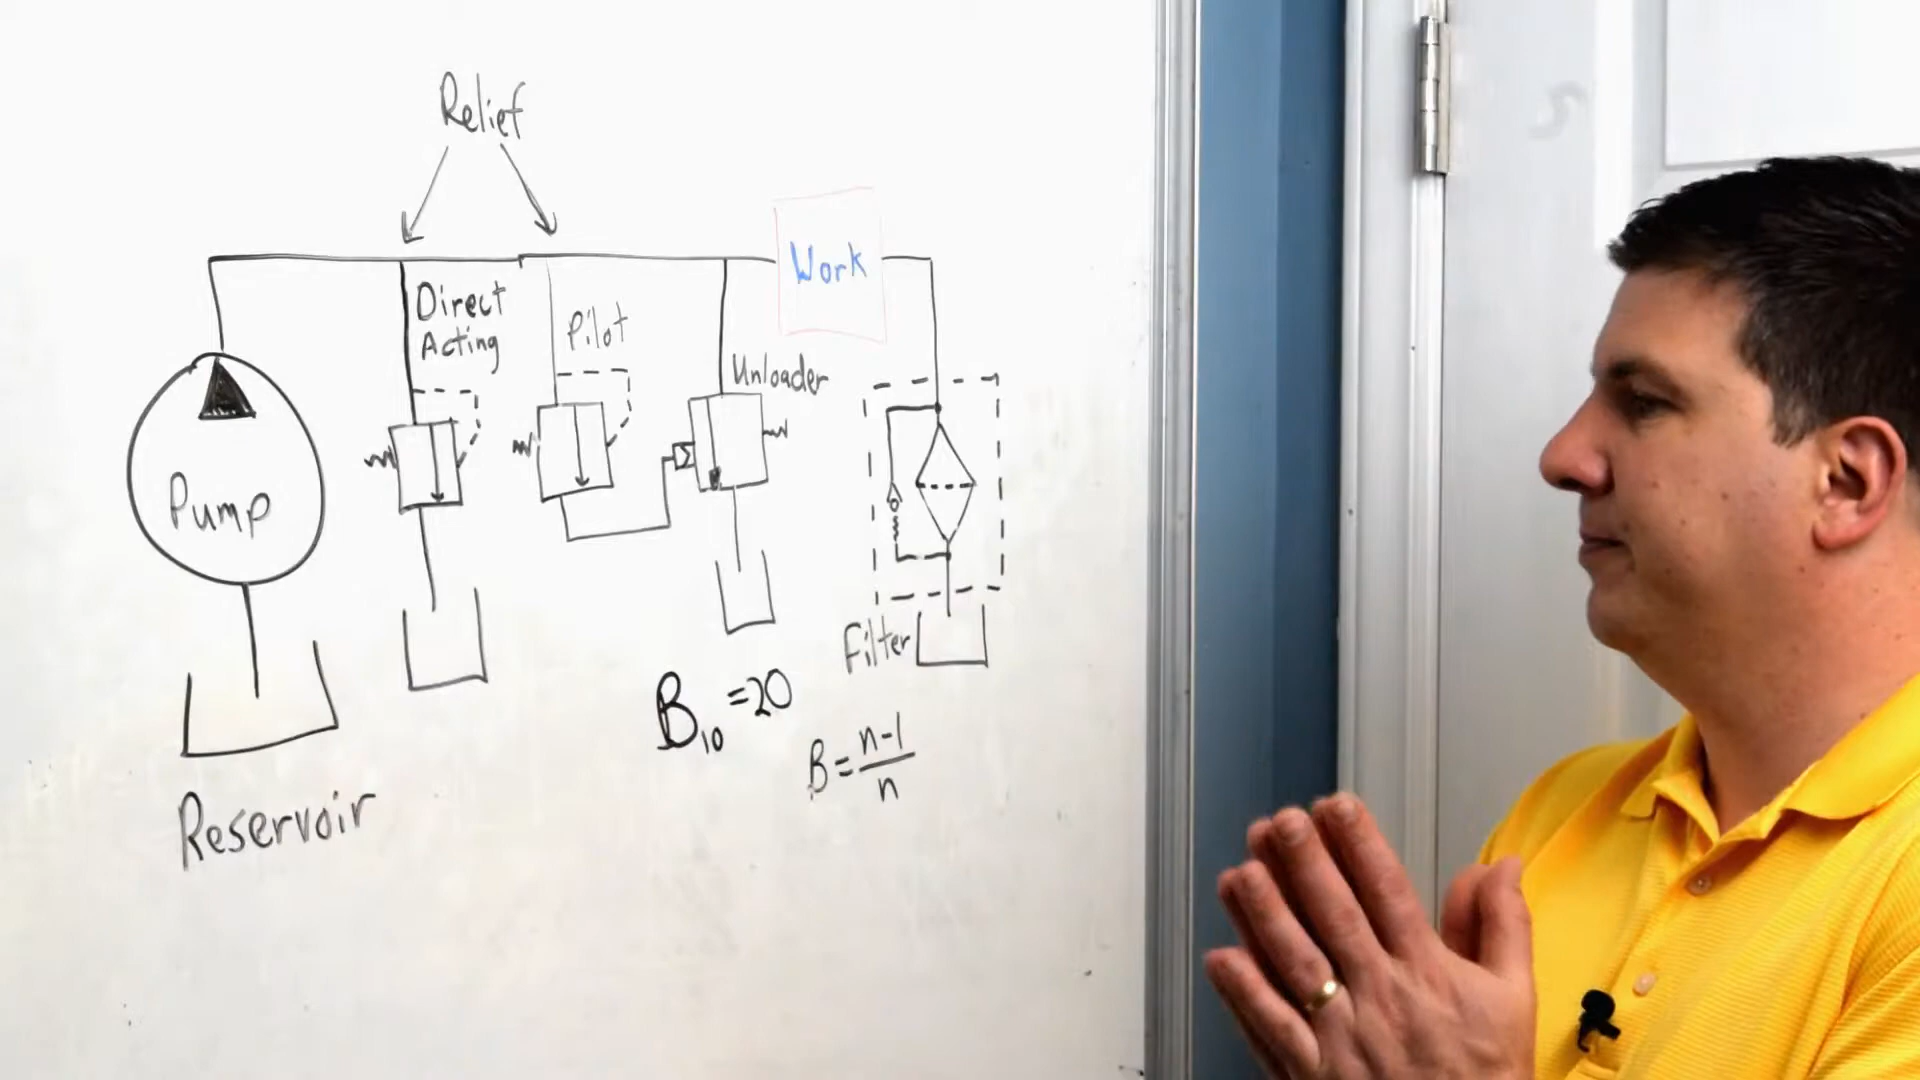 Relief
Direct
Acting
Pilot
Work
Unloader
Pump
Filter
B10 = 20
B = n-1
n
Reservoir